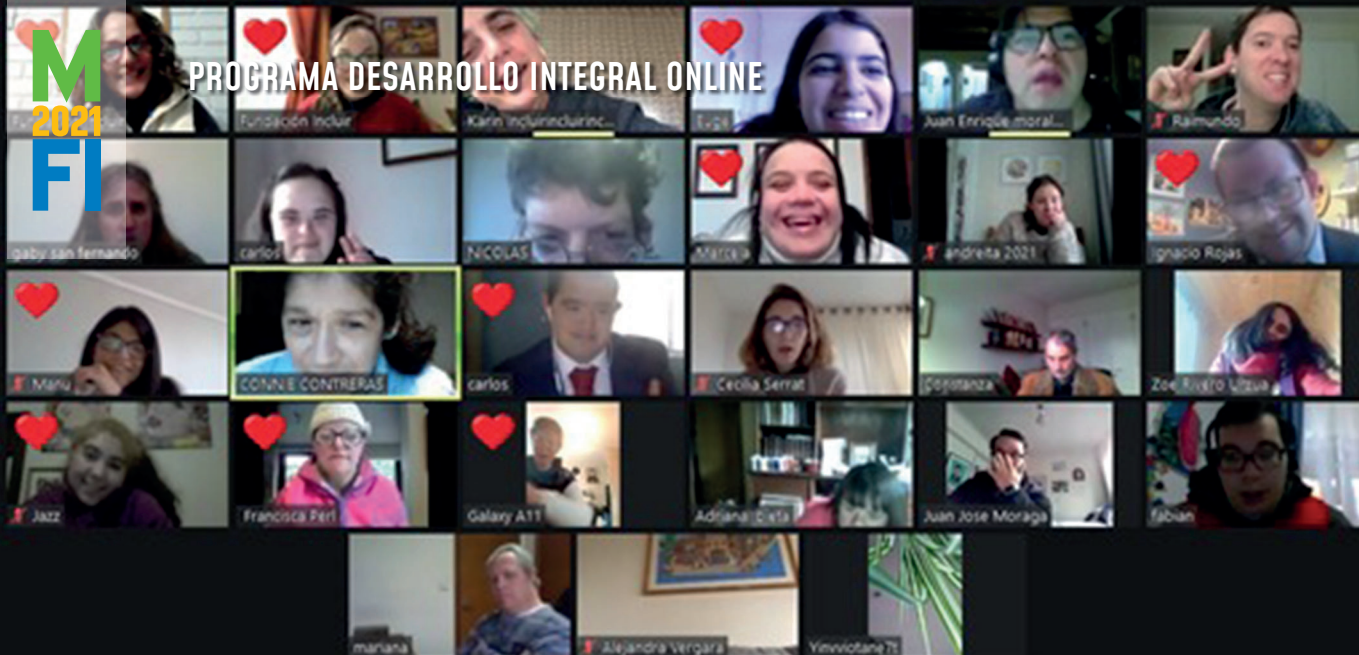 M.
2021
FI
PROGRAMA DESARROLLO INTEGRAL ONLINE
Fundación Incluir
Karin incluirincluirinc...
Euge
Juan Enrique moral...
Raimundo
gaby san fernando
carlos
NICOLAS
Marcela
andreita 2021
Ignacio Rojas
Manu
CONNIE CONTRERAS
carlos
Cecilia Serrat
Constanza
Zoe Rivero Urzua
Jazz
Francisca Perl
Galaxy A11
Adriana
Juan Jose Moraga
fabian
mariana
Alejandra Vergara